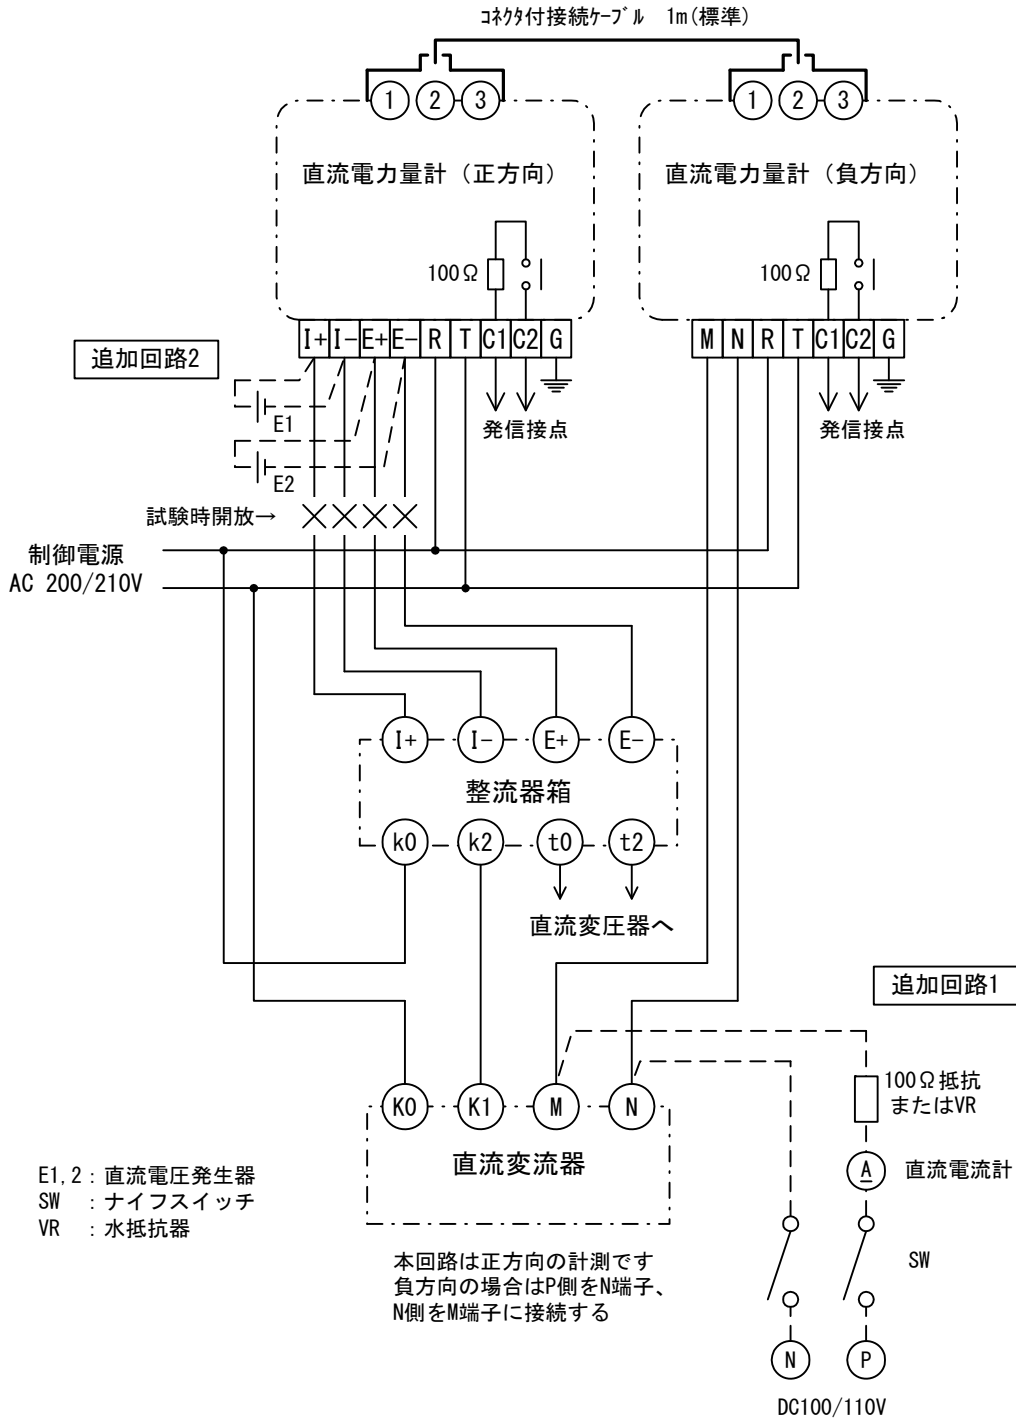 ｺﾈｸﾀ付接続ｹｰﾌﾞﾙ 1m(標準)
1 2 3 1 2 3
直流電力量計（正方向） 直流電力量計（負方向）
100Ω 100Ω
I+ I- E+ E- R T C1 C2 G M N R T C1 C2 G
追加回路2
E1
発信接点 発信接点
E2
試験時開放→
制御電源
AC 200/210V
I+ I- E+ E-
整流器箱
k0 k2 t0 t2
直流変圧器へ
追加回路1
100Ω抵抗
またはVR
K0 K1 M N
直流変流器
A 直流電流計
E1,2：直流電圧発生器
SW ：ナイフスイッチ
VR ：水抵抗器
SW
本回路は正方向の計測です
負方向の場合はP側をN端子、
N側をM端子に接続する
N P
DC100/110V